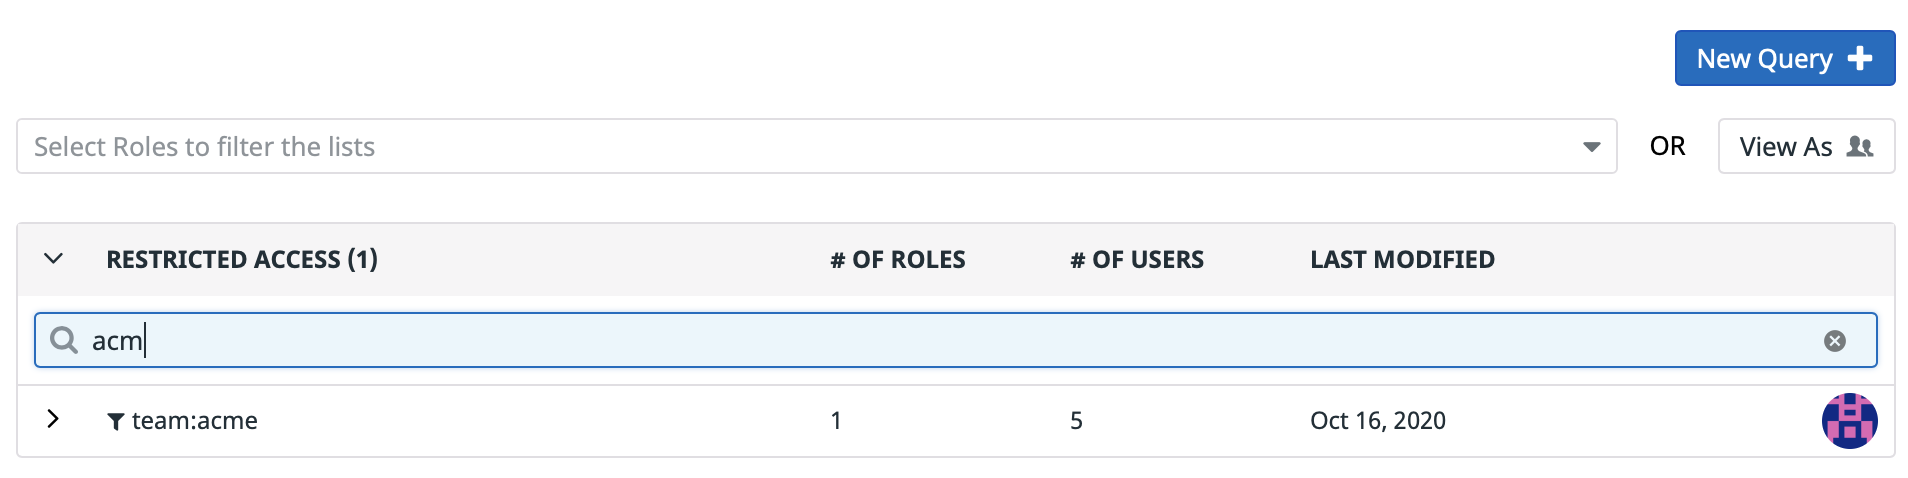 New Query
Select Roles to filter the lists OR View As
RESTRICTED ACCESS (1) # OF ROLES # OF USERS LAST MODIFIED
acm
team:acme 1 5 Oct 16, 2020